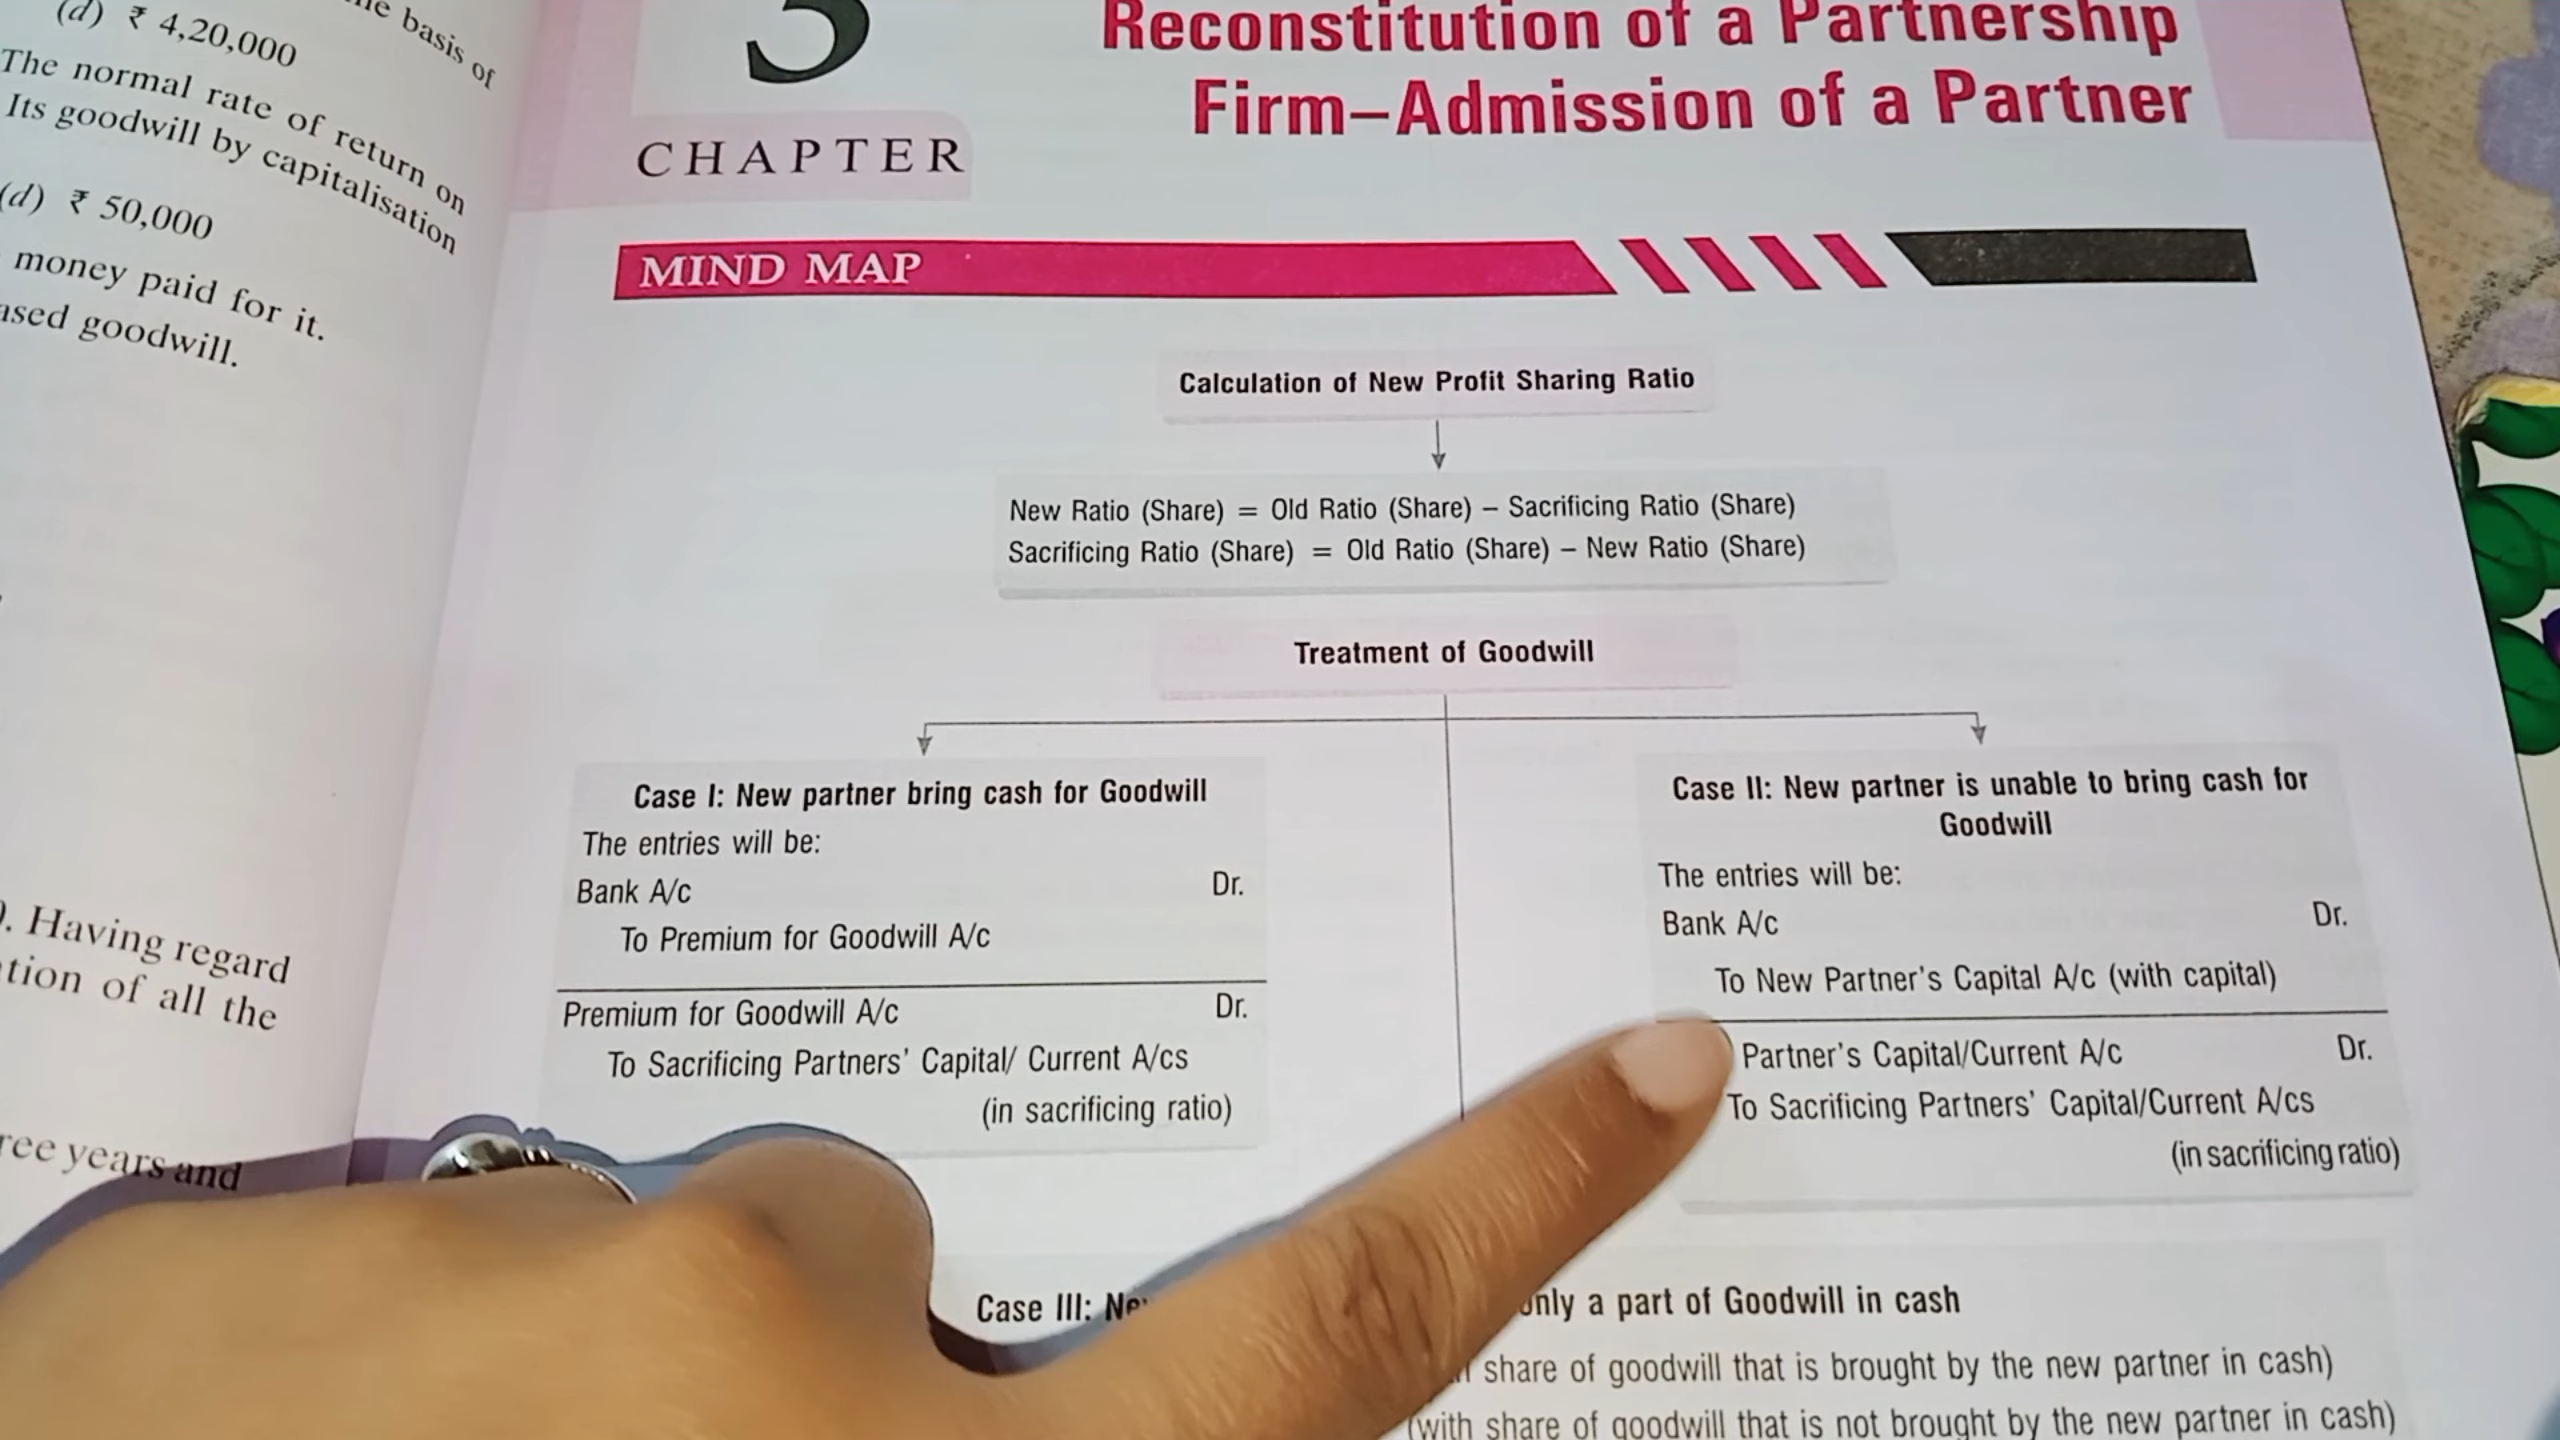 (d) ₹ 4,20,000
basis of
The normal rate of return on
Its goodwill by capitalisation
(d) ₹ 50,000
money paid for it.
goodwill.
Having regard
of all the
years and
CHAPTER
Reconstitution of a Partnership
Firm–Admission of a Partner
MIND MAP
Calculation of New Profit Sharing Ratio
New Ratio (Share) = Old Ratio (Share) – Sacrificing Ratio (Share)
Sacrificing Ratio (Share) = Old Ratio (Share) – New Ratio (Share)
Treatment of Goodwill
Case I: New partner bring cash for Goodwill
The entries will be:
Bank A/c Dr.
To Premium for Goodwill A/c
Premium for Goodwill A/c Dr.
To Sacrificing Partners' Capital/ Current A/cs
(in sacrificing ratio)
Case II: New partner is unable to bring cash for
Goodwill
The entries will be:
Bank A/c Dr.
To New Partner's Capital A/c (with capital)
Partner's Capital/Current A/c Dr.
To Sacrificing Partners' Capital/Current A/cs
(in sacrificing ratio)
Case III: only a part of Goodwill in cash
share of goodwill that is brought by the new partner in cash)
(with share of goodwill that is not brought by the new partner in cash)